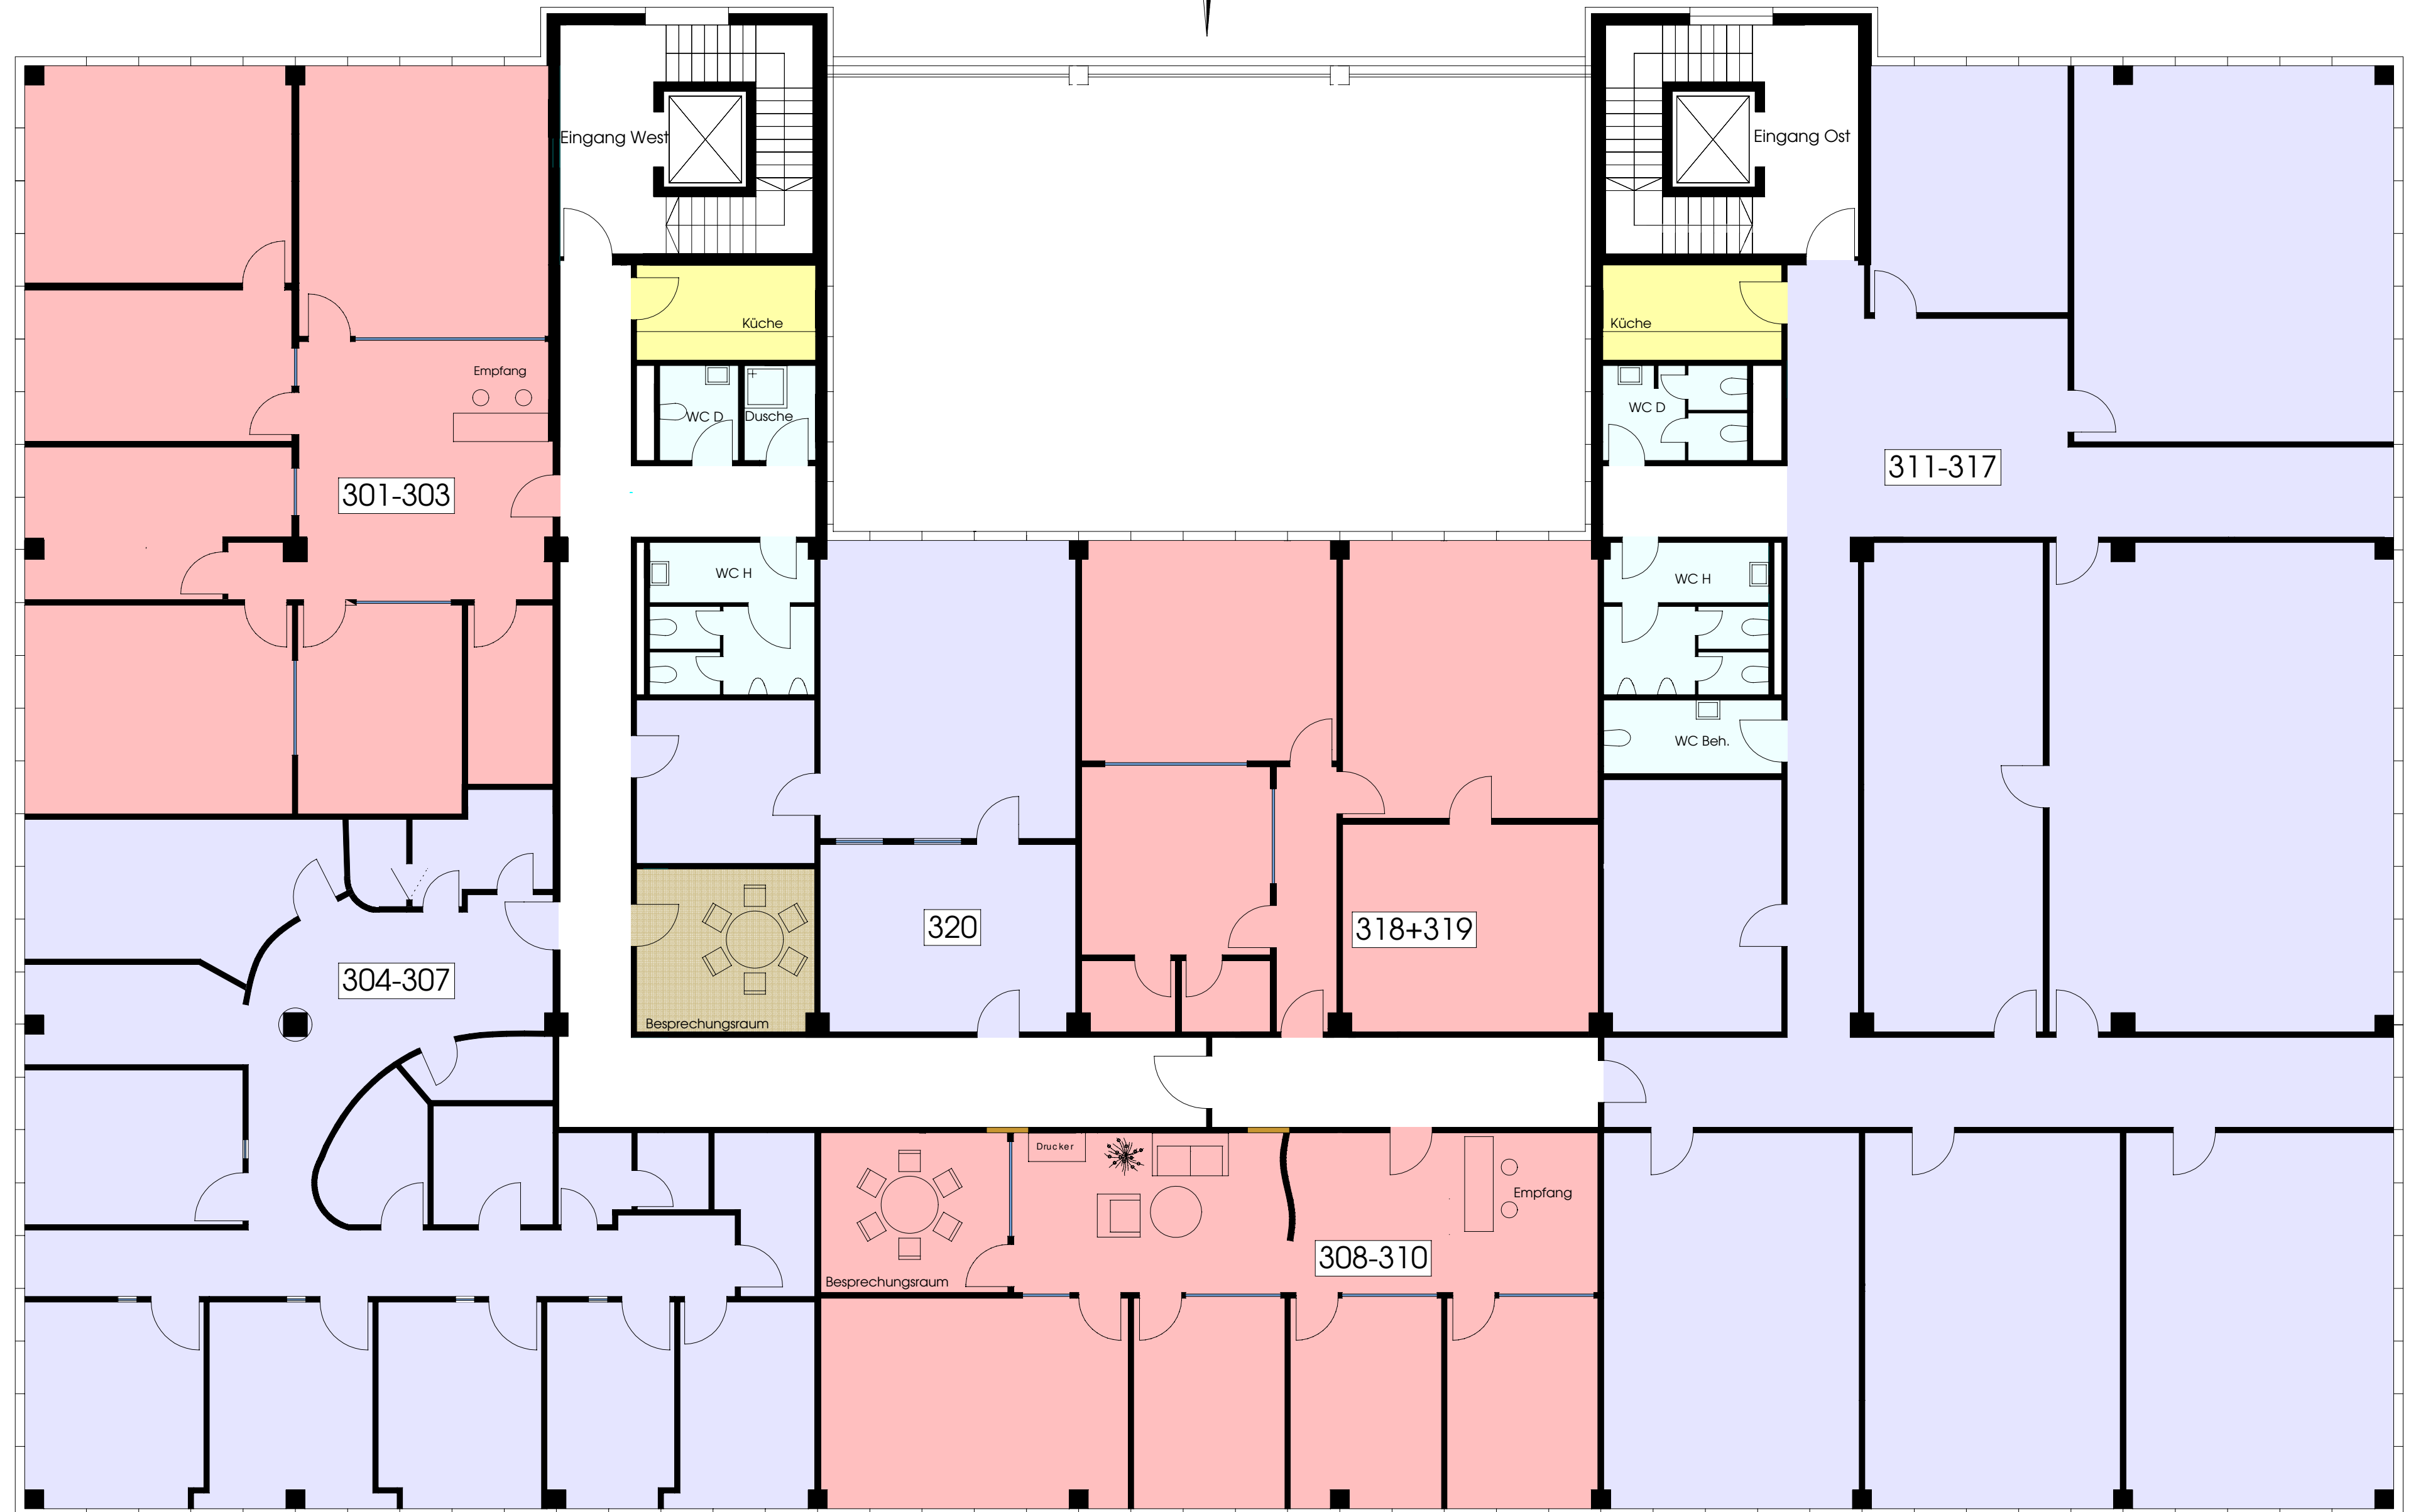 Eingang West
Eingang Ost
Küche
Küche
Empfang
WC D
Dusche
WC D
301-303
311-317
WC H
WC H
WC Beh.
320
318+319
304-307
Besprechungsraum
Drucker
Empfang
308-310
Besprechungsraum